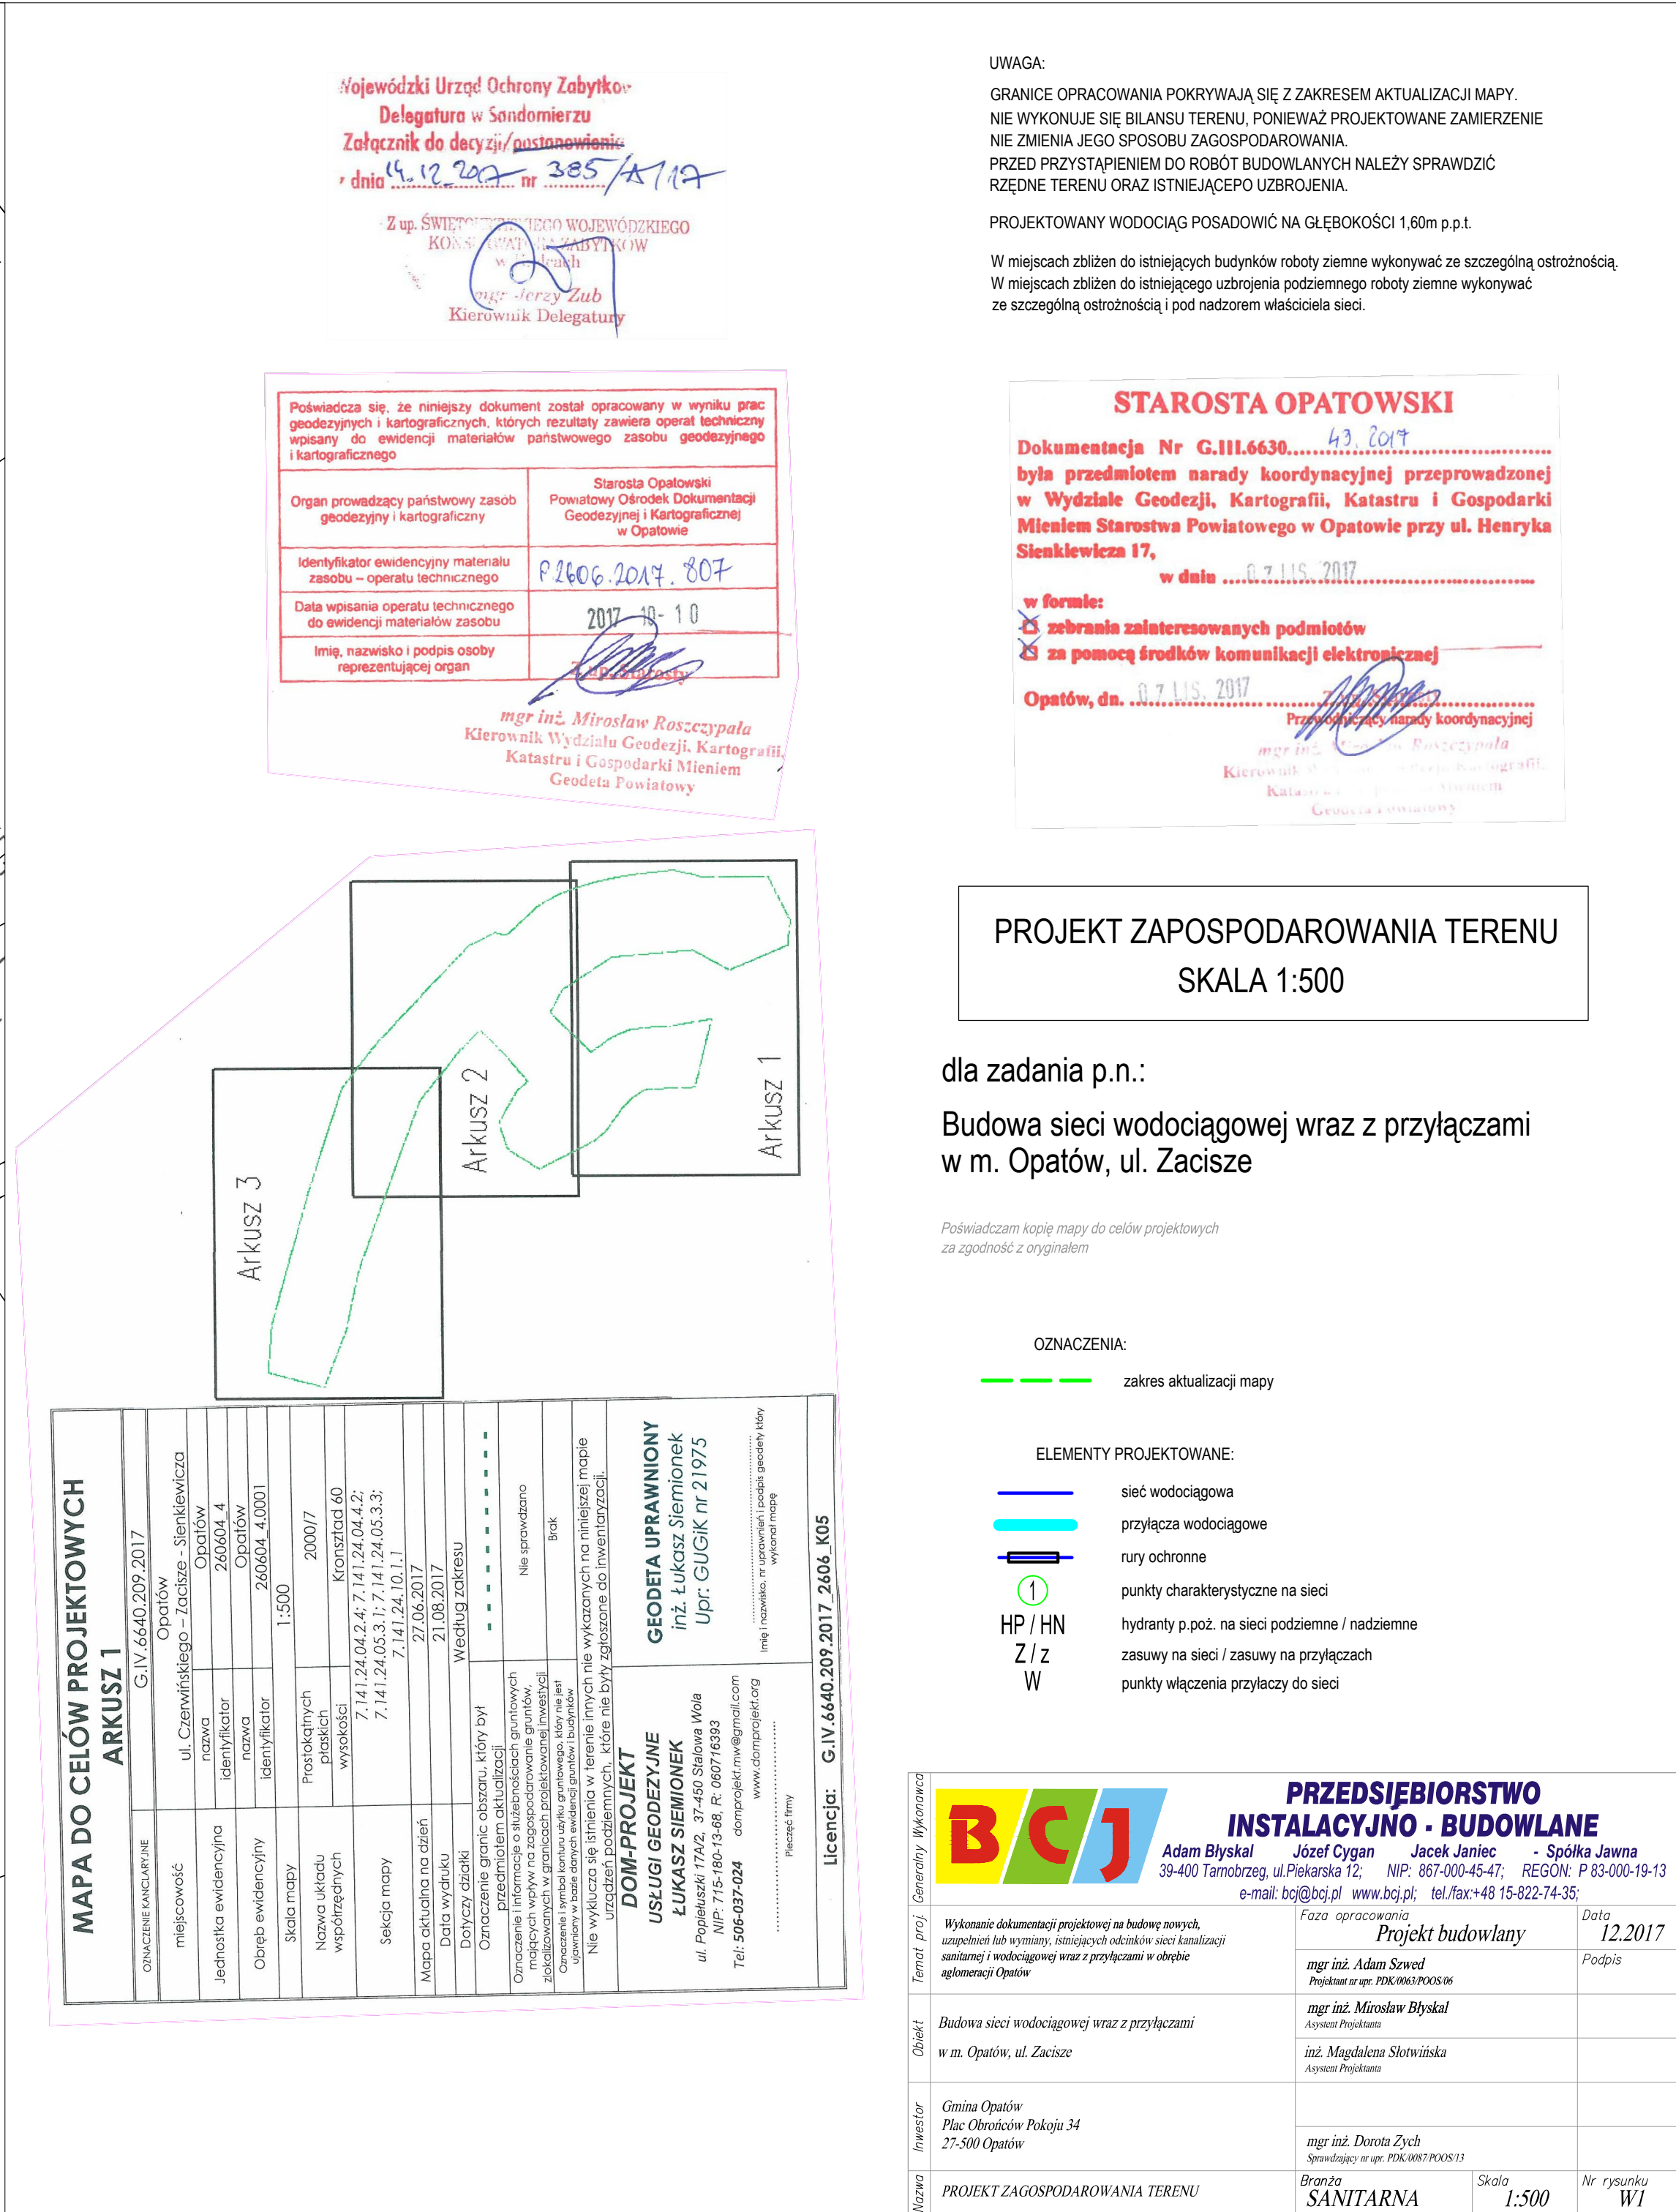 Wojewódzki Urząd Ochrony Zabytków
Delegatura w Sandomierzu
Załącznik do decyzji/postanowienia
z dnia 14.12.2017 nr 385/A/17
Z up. ŚWIĘTOKRZYSKIEGO WOJEWÓDZKIEGO
KONSERWATORA ZABYTKÓW
w Kielcach
mgr Jerzy Zub
Kierownik Delegatury
UWAGA:
GRANICE OPRACOWANIA POKRYWAJĄ SIĘ Z ZAKRESEM AKTUALIZACJI MAPY.
NIE WYKONUJE SIĘ BILANSU TERENU, PONIEWAŻ PROJEKTOWANE ZAMIERZENIE
NIE ZMIENIA JEGO SPOSOBU ZAGOSPODAROWANIA.
PRZED PRZYSTĄPIENIEM DO ROBÓT BUDOWLANYCH NALEŻY SPRAWDZIĆ
RZĘDNE TERENU ORAZ ISTNIEJĄCEPO UZBROJENIA.
PROJEKTOWANY WODOCIĄG POSADOWIĆ NA GŁĘBOKOŚCI 1,60m p.p.t.
W miejscach zbliżen do istniejących budynków roboty ziemne wykonywać ze szczególną ostrożnością.
W miejscach zbliżen do istniejącego uzbrojenia podziemnego roboty ziemne wykonywać
ze szczególną ostrożnością i pod nadzorem właściciela sieci.
Poświadcza się, że niniejszy dokument został opracowany w wyniku prac
geodezyjnych i kartograficznych, których rezultaty zawiera operat techniczny
wpisany do ewidencji materiałów państwowego zasobu geodezyjnego
i kartograficznego
Organ prowadzący państwowy zasób
geodezyjny i kartograficzny
Starosta Opatowski
Powiatowy Ośrodek Dokumentacji
Geodezyjnej i Kartograficznej
w Opatowie
Identyfikator ewidencyjny materiału
zasobu – operatu technicznego
P.2606.2017.807
Data wpisania operatu technicznego
do ewidencji materiałów zasobu
2017 -10- 10
Imię, nazwisko i podpis osoby
reprezentującej organ
Z up. Starosty
mgr inż. Mirosław Roszczypała
Kierownik Wydziału Geodezji, Kartografii,
Katastru i Gospodarki Mieniem
Geodeta Powiatowy
STAROSTA OPATOWSKI
Dokumentacja Nr G.III.6630 43.2017
była przedmiotem narady koordynacyjnej przeprowadzonej
w Wydziale Geodezji, Kartografii, Katastru i Gospodarki
Mieniem Starostwa Powiatowego w Opatowie przy ul. Henryka
Sienkiewicza 17,
w dniu 07 LIS. 2017
w formie:
zebrania zainteresowanych podmiotów
za pomocą środków komunikacji elektronicznej
Opatów, dn. 07 LIS. 2017
Z up. Starosty
Przewodniczący narady koordynacyjnej
mgr inż. Mirosław Roszczypała
Kierownik Kartografii,
Mieniem
Geodeta Powiatowy
Arkusz 3
Arkusz 2
Arkusz 1
PROJEKT ZAPOSPODAROWANIA TERENU
SKALA 1:500
dla zadania p.n.:
Budowa sieci wodociągowej wraz z przyłączami
w m. Opatów, ul. Zacisze
Poświadczam kopię mapy do celów projektowych
za zgodność z oryginałem
OZNACZENIA:
zakres aktualizacji mapy
ELEMENTY PROJEKTOWANE:
sieć wodociągowa
przyłącza wodociągowe
rury ochronne
1 punkty charakterystyczne na sieci
HP / HN hydranty p.poż. na sieci podziemne / nadziemne
Z / z zasuwy na sieci / zasuwy na przyłączach
W punkty włączenia przyłaczy do sieci
MAPA DO CELÓW PROJEKTOWYCH
ARKUSZ 1
OZNACZENIE KANCLARYJNE G.IV.6640.209.2017
miejscowość Opatów
ul. Czerwińskiego – Zacisze - Sienkiewicza
Jednostka ewidencyjna nazwa Opatów
identyfikator 260604_4
Obręb ewidencyjny nazwa Opatów
identyfikator 260604_4.0001
Skala mapy 1:500
Nazwa układu współrzędnych Prostokątnych płaskich 2000/7
wysokości Kronsztad 60
Sekcja mapy 7.141.24.04.2.4; 7.141.24.04.4.2;
7.141.24.05.3.1; 7.141.24.05.3.3;
7.141.24.10.1.1
Mapa aktualna na dzień 27.06.2017
Data wydruku 21.08.2017
Dotyczy działki Według zakresu
Oznaczenie granic obszaru, który był
przedmiotem aktualizacji
Oznaczenie i informacje o służebnościach gruntowych
mających wpływ na zagospodarowanie gruntów,
zlokalizowanych w granicach projektowanej inwestycji
Nie sprawdzano
Oznaczenie i symbol konturu użytku gruntowego, który nie jest
ujawniony w bazie danych ewidencji gruntów i budynków
Brak
Nie wyklucza się istnienia w terenie innych nie wykazanych na niniejszej mapie
urządzeń podziemnych, które nie były zgłoszone do inwentaryzacji.
DOM-PROJEKT
USŁUGI GEODEZYJNE
ŁUKASZ SIEMIONEK
ul. Popiełuszki 17A/2, 37-450 Stalowa Wola
NIP: 715-180-13-68, R: 060716393
Tel: 506-037-024 domprojekt.mw@gmail.com
www.domprojekt.org
Pieczęć firmy
GEODETA UPRAWNIONY
inż. Łukasz Siemionek
Upr: GUGiK nr 21975
Imię i nazwisko, nr uprawnień i podpis geodety który
wykonał mapę
Licencja: G.IV.6640.209.2017_2606_K05
Generalny Wykonawca
BCJ
PRZEDSIĘBIORSTWO
INSTALACYJNO - BUDOWLANE
Adam Błyskal Józef Cygan Jacek Janiec - Spółka Jawna
39-400 Tarnobrzeg, ul.Piekarska 12; NIP: 867-000-45-47; REGON: P 83-000-19-13
e-mail: bcj@bcj.pl www.bcj.pl; tel./fax:+48 15-822-74-35;
Temat proj.
Wykonanie dokumentacji projektowej na budowę nowych,
uzupełnień lub wymiany, istniejących odcinków sieci kanalizacji
sanitarnej i wodociągowej wraz z przyłączami w obrębie
aglomeracji Opatów
Faza opracowania
Projekt budowlany
Data
12.2017
mgr inż. Adam Szwed
Projektant nr upr. PDK/0063/POOS/06
Podpis
Obiekt
Budowa sieci wodociągowej wraz z przyłączami
w m. Opatów, ul. Zacisze
mgr inż. Mirosław Błyskal
Asystent Projektanta
inż. Magdalena Słotwińska
Asystent Projektanta
Inwestor
Gmina Opatów
Plac Obrońców Pokoju 34
27-500 Opatów
mgr inż. Dorota Zych
Sprawdzający nr upr. PDK/0087/POOS/13
Nazwa
PROJEKT ZAGOSPODAROWANIA TERENU
Branża
SANITARNA
Skala
1:500
Nr rysunku
W1